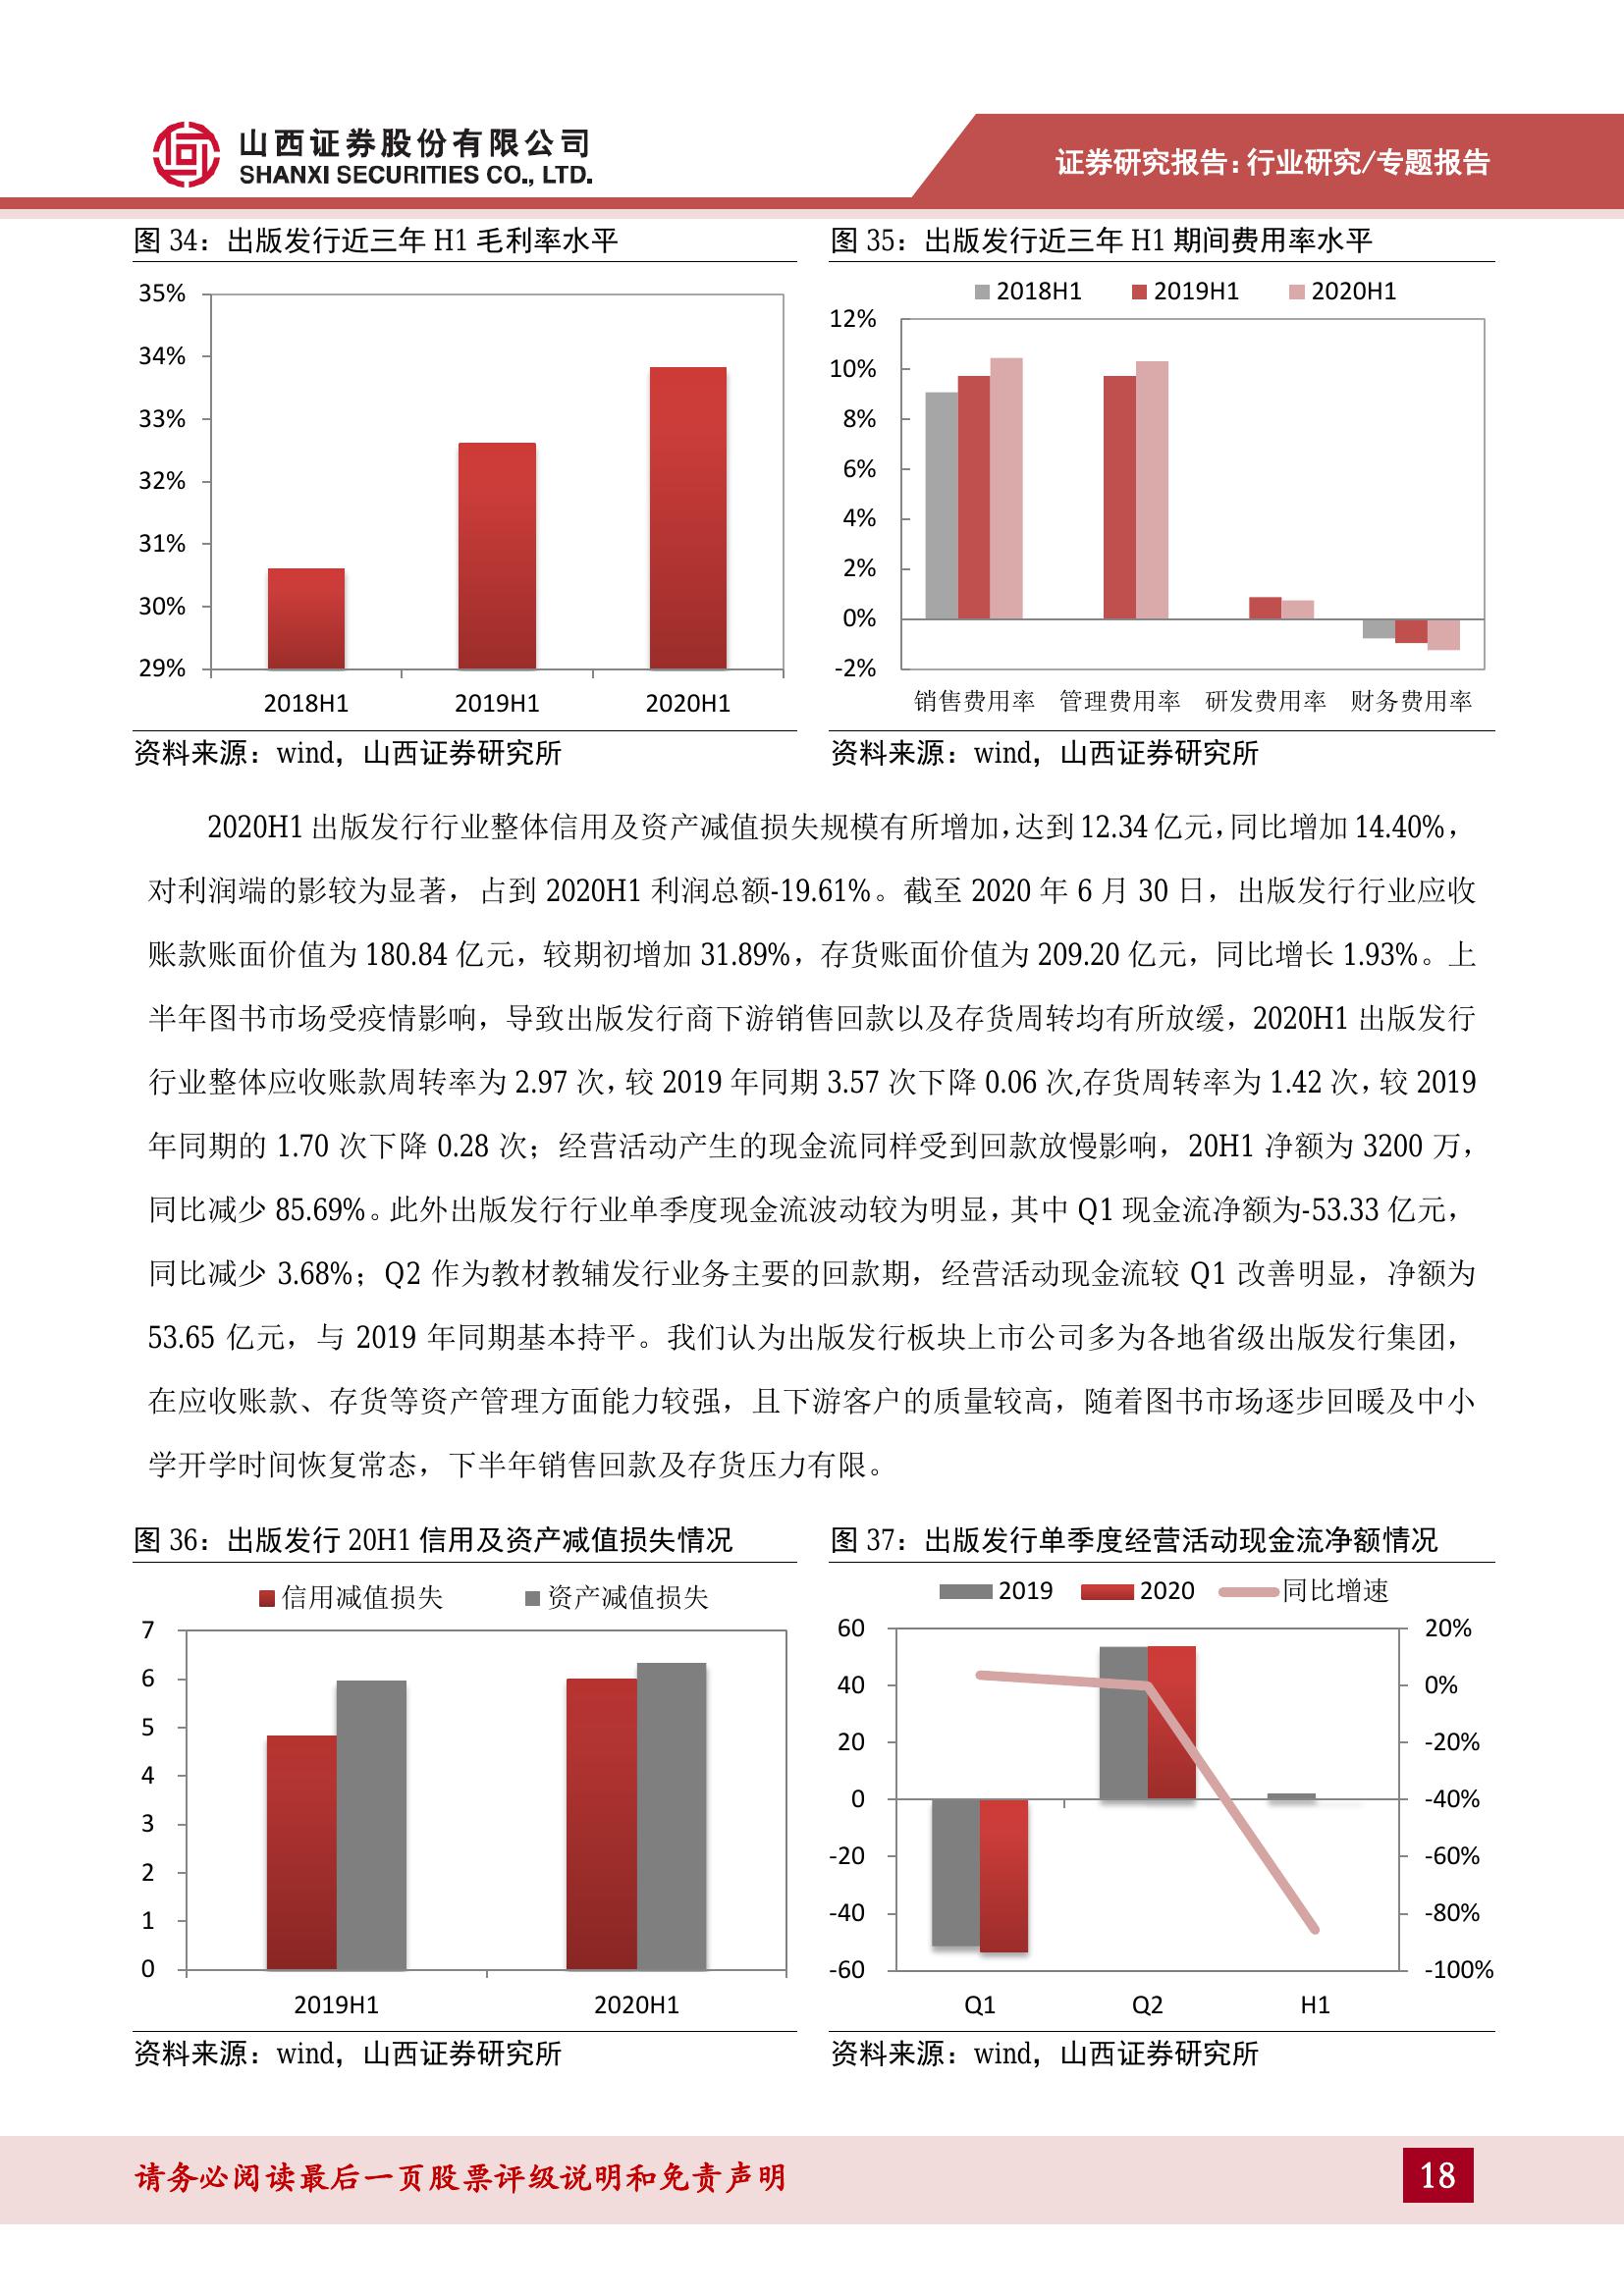 山西证券股份有限公司
SHANXI SECURITIES CO., LTD.
证券研究报告:行业研究/专题报告
图 34：出版发行近三年 H1 毛利率水平
35%
34%
33%
32%
31%
30%
29%
2018H1 2019H1 2020H1
资料来源：wind，山西证券研究所
图 35：出版发行近三年 H1 期间费用率水平
2018H1 2019H1 2020H1
12%
10%
8%
6%
4%
2%
0%
-2%
销售费用率 管理费用率 研发费用率 财务费用率
资料来源：wind，山西证券研究所
2020H1 出版发行行业整体信用及资产减值损失规模有所增加，达到 12.34 亿元，同比增加 14.40%，
对利润端的影较为显著，占到 2020H1 利润总额-19.61%。截至 2020 年 6 月 30 日，出版发行行业应收
账款账面价值为 180.84 亿元，较期初增加 31.89%，存货账面价值为 209.20 亿元，同比增长 1.93%。上
半年图书市场受疫情影响，导致出版发行商下游销售回款以及存货周转均有所放缓，2020H1 出版发行
行业整体应收账款周转率为 2.97 次，较 2019 年同期 3.57 次下降 0.06 次,存货周转率为 1.42 次，较 2019
年同期的 1.70 次下降 0.28 次；经营活动产生的现金流同样受到回款放慢影响，20H1 净额为 3200 万，
同比减少 85.69%。此外出版发行行业单季度现金流波动较为明显，其中 Q1 现金流净额为-53.33 亿元，
同比减少 3.68%；Q2 作为教材教辅发行业务主要的回款期，经营活动现金流较 Q1 改善明显，净额为
53.65 亿元，与 2019 年同期基本持平。我们认为出版发行板块上市公司多为各地省级出版发行集团，
在应收账款、存货等资产管理方面能力较强，且下游客户的质量较高，随着图书市场逐步回暖及中小
学开学时间恢复常态，下半年销售回款及存货压力有限。
图 36：出版发行 20H1 信用及资产减值损失情况
信用减值损失 资产减值损失
7
6
5
4
3
2
1
0
2019H1 2020H1
资料来源：wind，山西证券研究所
图 37：出版发行单季度经营活动现金流净额情况
2019 2020 同比增速
60 20%
40 0%
20 -20%
0 -40%
-20 -60%
-40 -80%
-60 -100%
Q1 Q2 H1
资料来源：wind，山西证券研究所
请务必阅读最后一页股票评级说明和免责声明
18